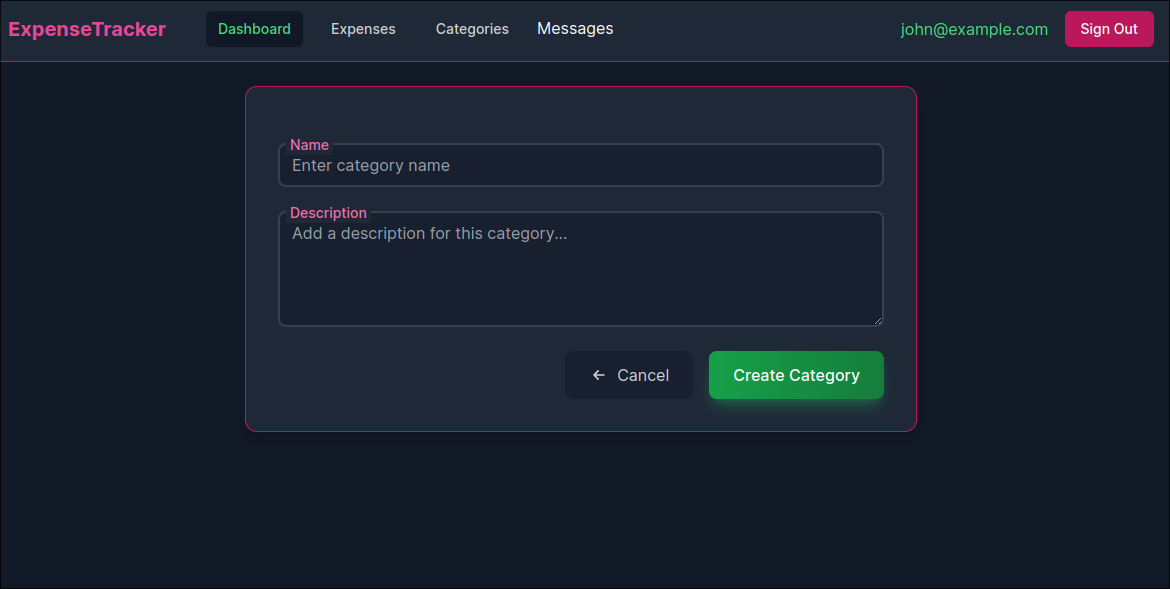 ExpenseTracker Dashboard Expenses Categories Messages john@example.com Sign Out
Name
Enter category name
Description
Add a description for this category...
← Cancel Create Category